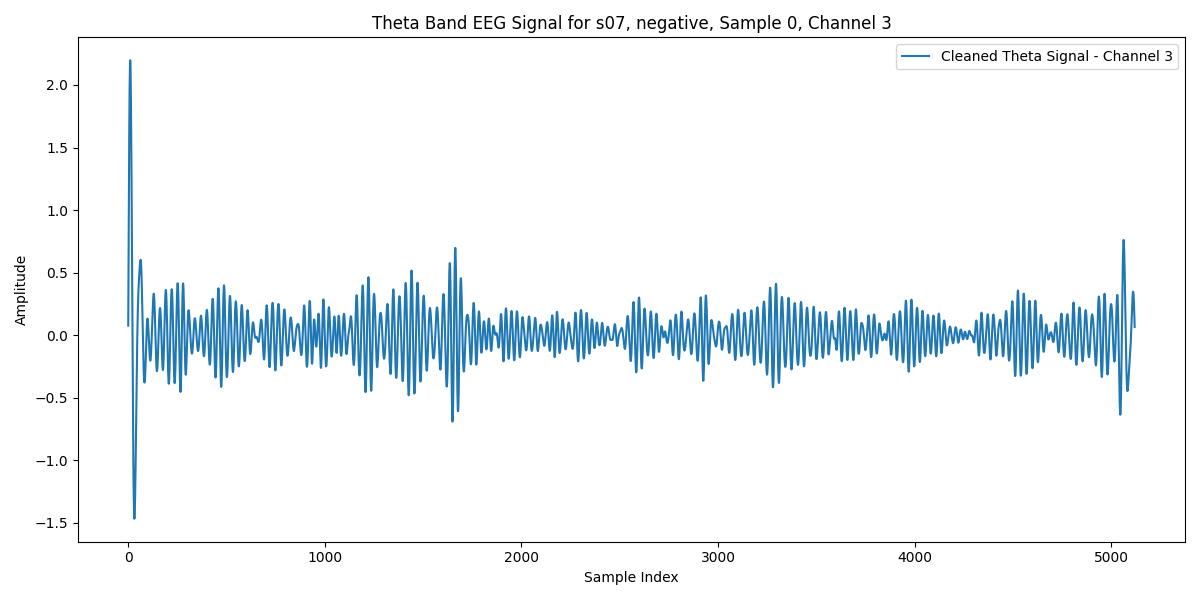 Theta Band EEG Signal for s07, negative, Sample 0, Channel 3
Cleaned Theta Signal - Channel 3
2.0
1.5
1.0
0.5
0.0
−0.5
−1.0
−1.5
Amplitude
0 1000 2000 3000 4000 5000
Sample Index